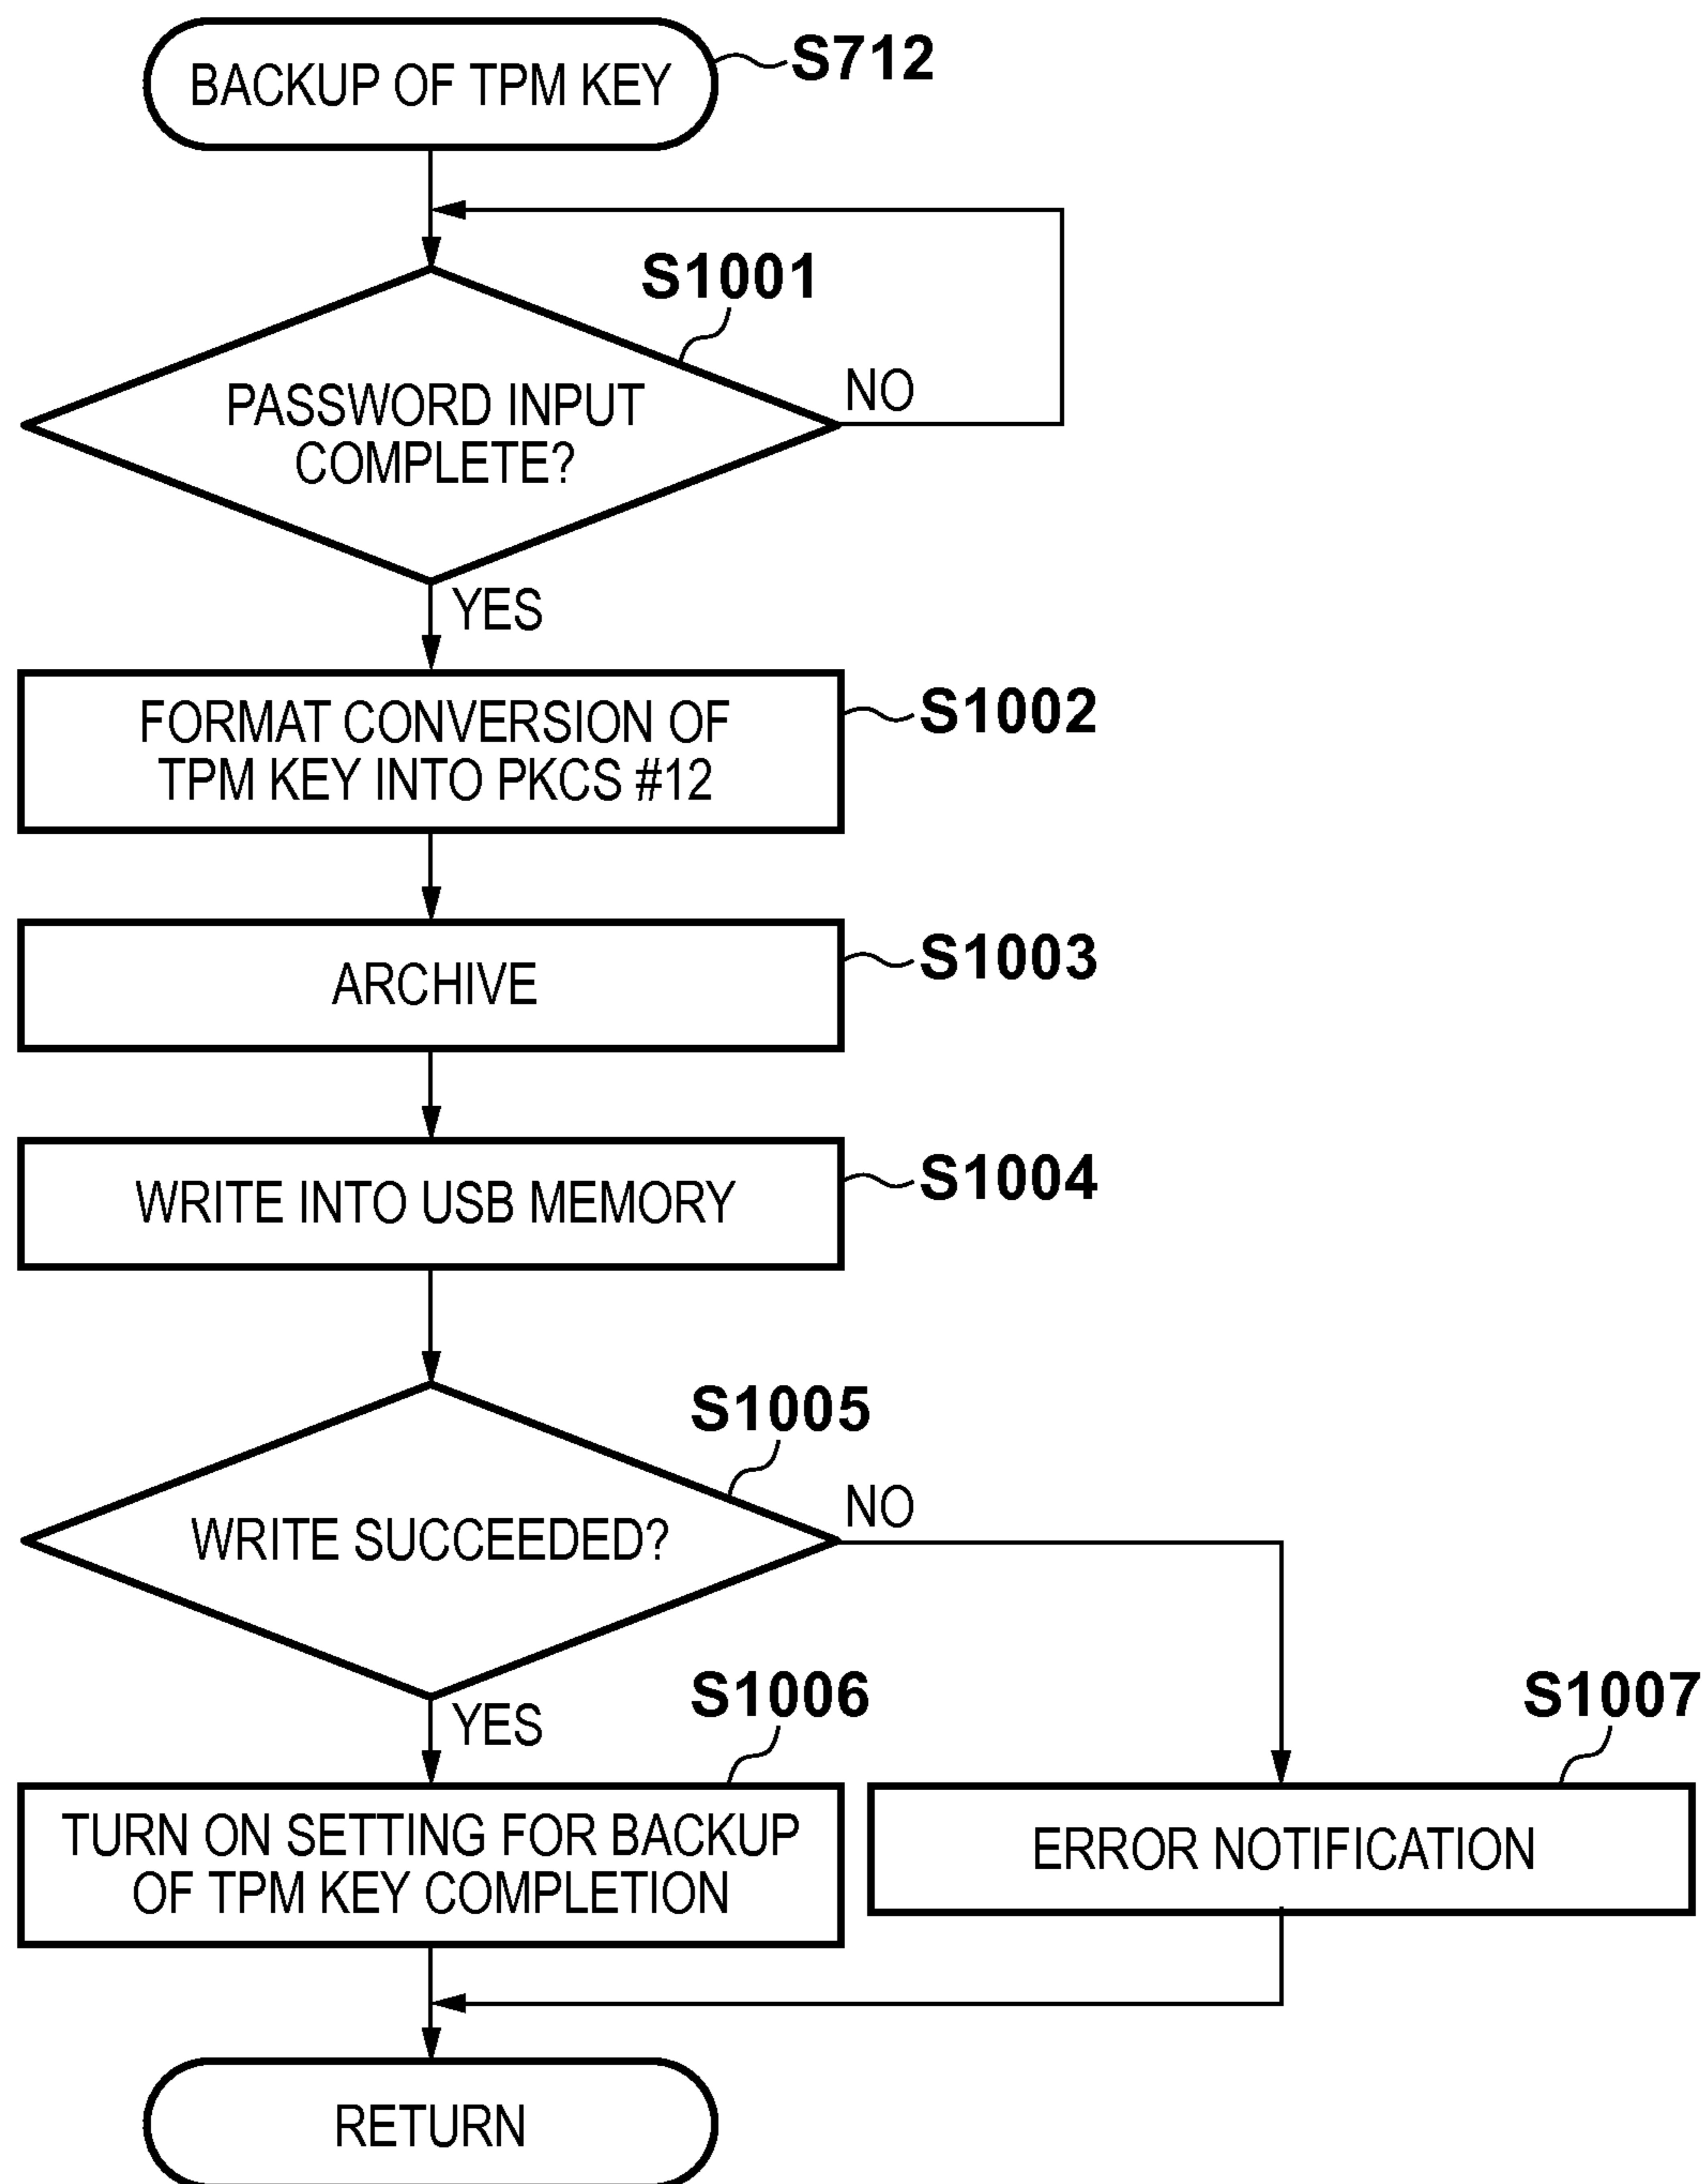 BACKUP OF TPM KEY
S712
S1001
PASSWORD INPUT
COMPLETE?
NO
YES
FORMAT CONVERSION OF
TPM KEY INTO PKCS #12
S1002
ARCHIVE
S1003
WRITE INTO USB MEMORY
S1004
S1005
WRITE SUCCEEDED?
NO
YES
S1006
S1007
TURN ON SETTING FOR BACKUP
OF TPM KEY COMPLETION
ERROR NOTIFICATION
RETURN